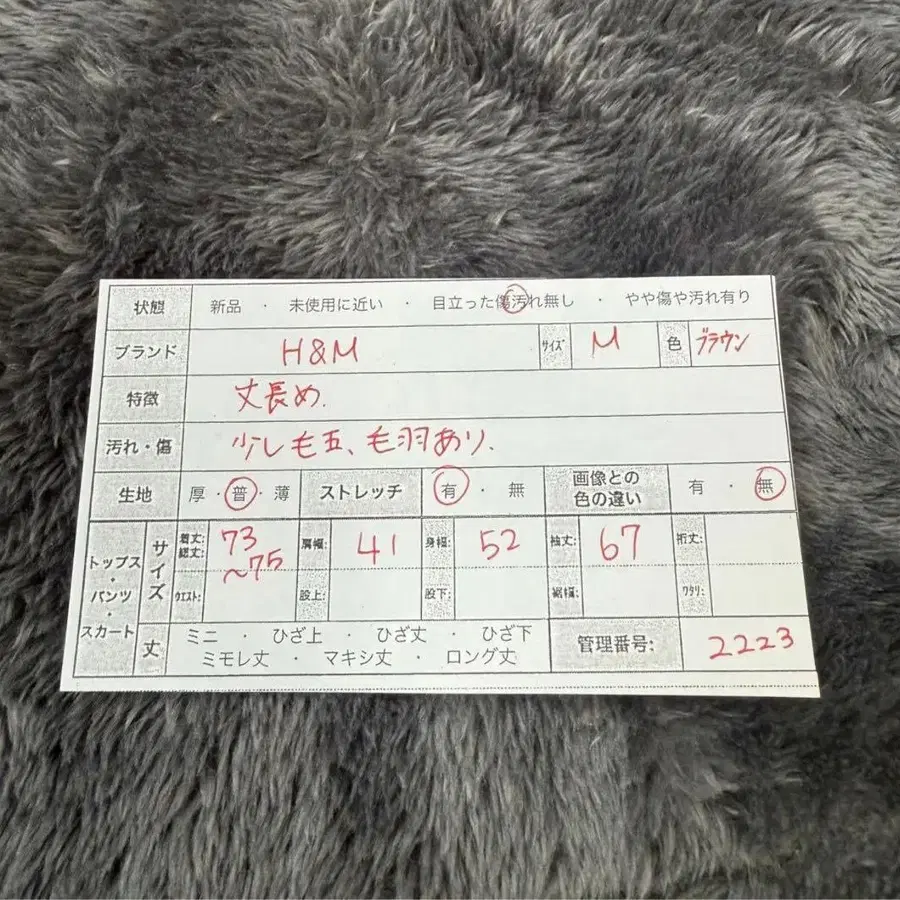 状態 新品 ・ 未使用に近い ・ 目立った傷汚れ無し ・ やや傷や汚れ有り
ブランド H&M ｻｲｽﾞ M 色 ブラウン
特徴 丈長め.
汚れ・傷 少し毛玉、毛羽あり.
生地 厚・普・薄 ストレッチ 有・無 画像との色の違い 有・無
トップス・パンツ・スカート サイズ 着丈: 総丈: 73～75 肩幅: 41 身幅: 52 袖丈: 67 裄丈:
ｳｴｽﾄ: 股上: 股下: 裾幅: ﾜﾀﾘ:
丈 ミニ ・ ひざ上 ・ ひざ丈 ・ ひざ下
ミモレ丈 ・ マキシ丈 ・ ロング丈
管理番号: 2223